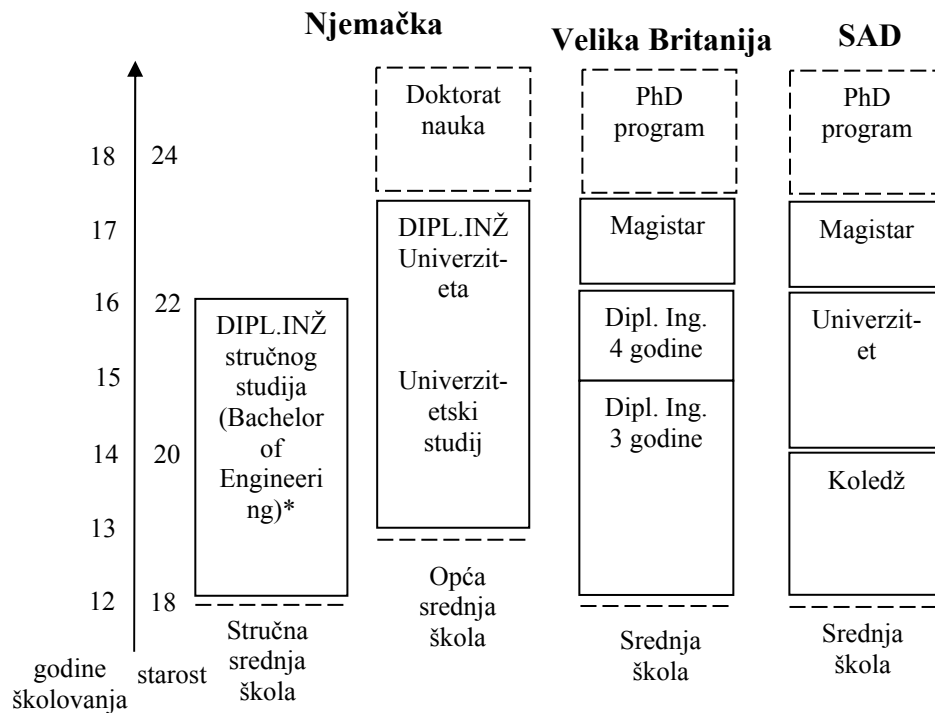 Njemačka
Velika Britanija
SAD
18 24
17
16 22
15
14 20
13
12 18
godine
školovanja
starost
DIPL.INŽ
stručnog
studija
(Bachelor
of
Engineeri
ng)*
Stručna
srednja
škola
Doktorat
nauka
DIPL.INŽ
Univerzit-
eta
Univerzit-
etski
studij
Opća
srednja
škola
PhD
program
Magistar
Dipl. Ing.
4 godine
Dipl. Ing.
3 godine
Srednja
škola
PhD
program
Magistar
Univerzit-
et
Koledž
Srednja
škola